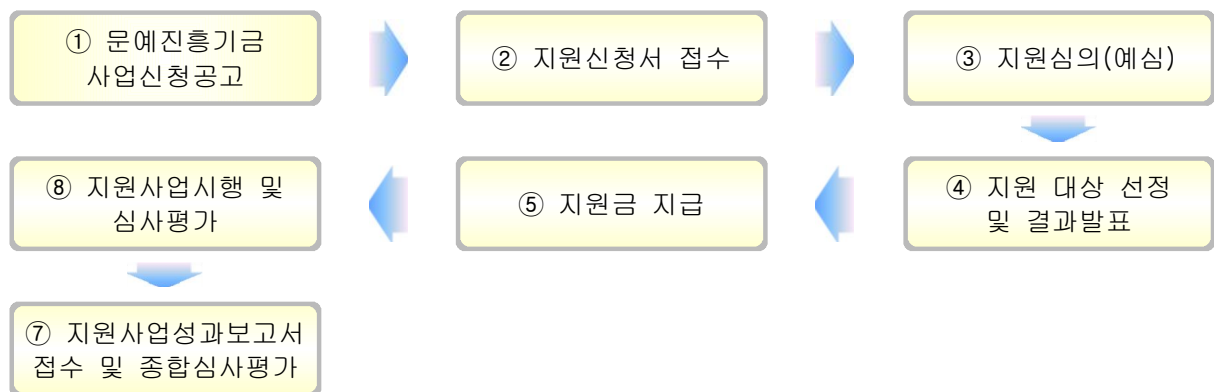 ① 문예진흥기금
사업신청공고
② 지원신청서 접수
③ 지원심의(예심)
④ 지원 대상 선정
및 결과발표
⑤ 지원금 지급
⑧ 지원사업시행 및
심사평가
⑦ 지원사업성과보고서
접수 및 종합심사평가